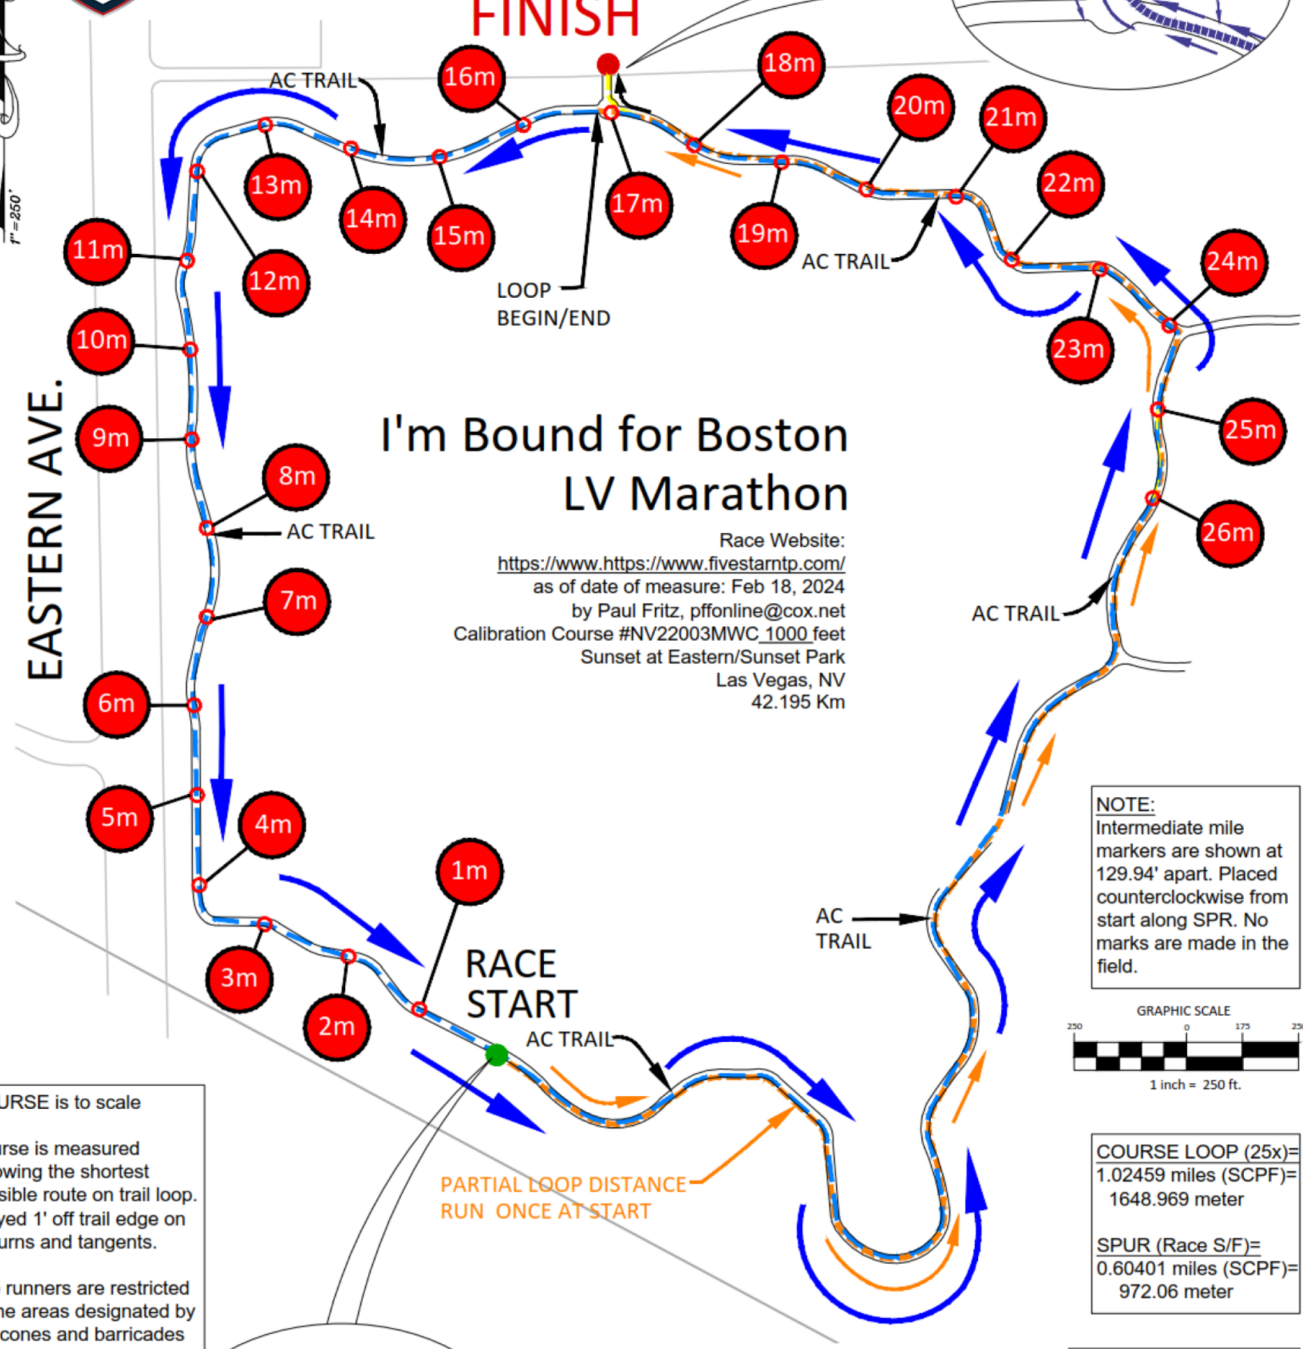 FINISH
16m
AC TRAIL
18m
20m
21m
22m
13m
14m
15m
17m
19m
AC TRAIL
24m
11m
12m
23m
1"=250'
LOOP
BEGIN/END
10m
9m
EASTERN AVE.
I'm Bound for Boston
LV Marathon
25m
8m
AC TRAIL
26m
Race Website:
https://www.https://www.fivestarntp.com/
as of date of measure: Feb 18, 2024
by Paul Fritz, pffonline@cox.net
Calibration Course #NV22003MWC 1000 feet
Sunset at Eastern/Sunset Park
Las Vegas, NV
42.195 Km
7m
AC TRAIL
6m
5m
4m
1m
NOTE:
Intermediate mile
markers are shown at
129.94' apart. Placed
counterclockwise from
start along SPR. No
marks are made in the
field.
AC
TRAIL
3m
2m
RACE
START
AC TRAIL
GRAPHIC SCALE
250 0 175 250
1 inch = 250 ft.
PARTIAL LOOP DISTANCE
RUN ONCE AT START
COURSE LOOP (25x)=
1.02459 miles (SCPF)=
1648.969 meter
SPUR (Race S/F)=
0.60401 miles (SCPF)=
972.06 meter
URSE is to scale
urse is measured
owing the shortest
sible route on trail loop.
yed 1' off trail edge on
urns and tangents.
runners are restricted
ne areas designated by
cones and barricades